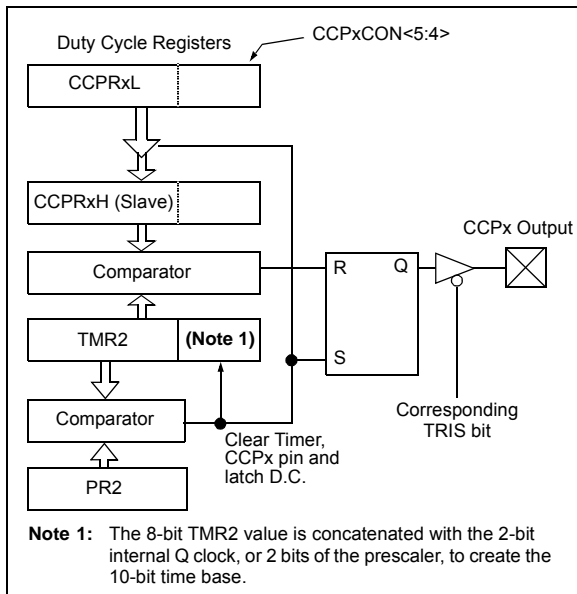 Duty Cycle Registers
CCPxCON<5:4>
CCPRxL
CCPRxH (Slave)
CCPx Output
Comparator
R
Q
TMR2
(Note 1)
S
Comparator
Corresponding
TRIS bit
Clear Timer,
CCPx pin and
latch D.C.
PR2
Note 1: The 8-bit TMR2 value is concatenated with the 2-bit
internal Q clock, or 2 bits of the prescaler, to create the
10-bit time base.